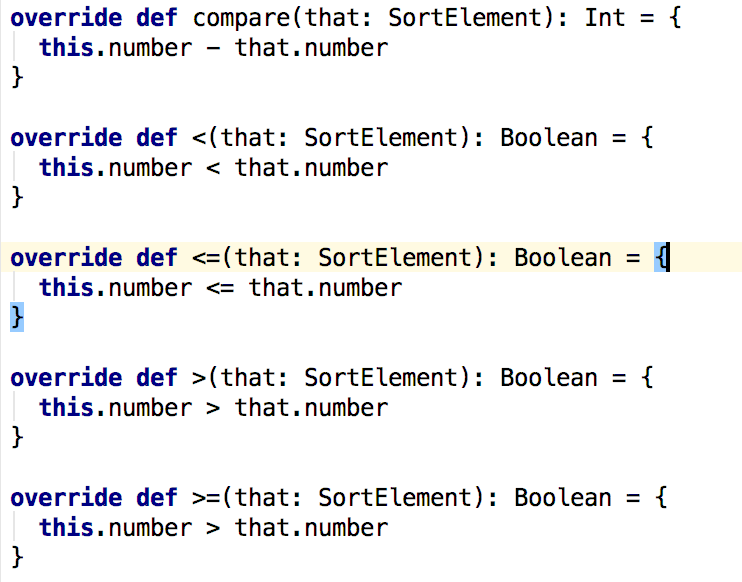 override def compare(that: SortElement): Int = {
  this.number - that.number
}
override def <(that: SortElement): Boolean = {
  this.number < that.number
}
override def <=(that: SortElement): Boolean = {
  this.number <= that.number
}
override def >(that: SortElement): Boolean = {
  this.number > that.number
}
override def >=(that: SortElement): Boolean = {
  this.number > that.number
}